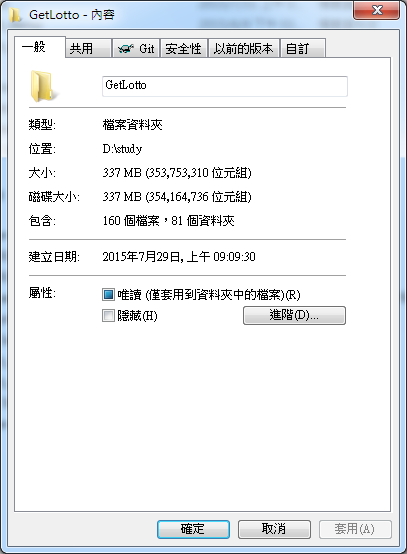 GetLotto - 內容
一般 共用 Git 安全性 以前的版本 自訂
GetLotto
類型: 檔案資料夾
位置: D:\study
大小: 337 MB (353,753,310 位元組)
磁碟大小: 337 MB (354,164,736 位元組)
包含: 160 個檔案，81 個資料夾
建立日期: 2015年7月29日, 上午 09:09:30
屬性: 唯讀 (僅套用到資料夾中的檔案)(R)
隱藏(H) 進階(D)...
確定 取消 套用(A)